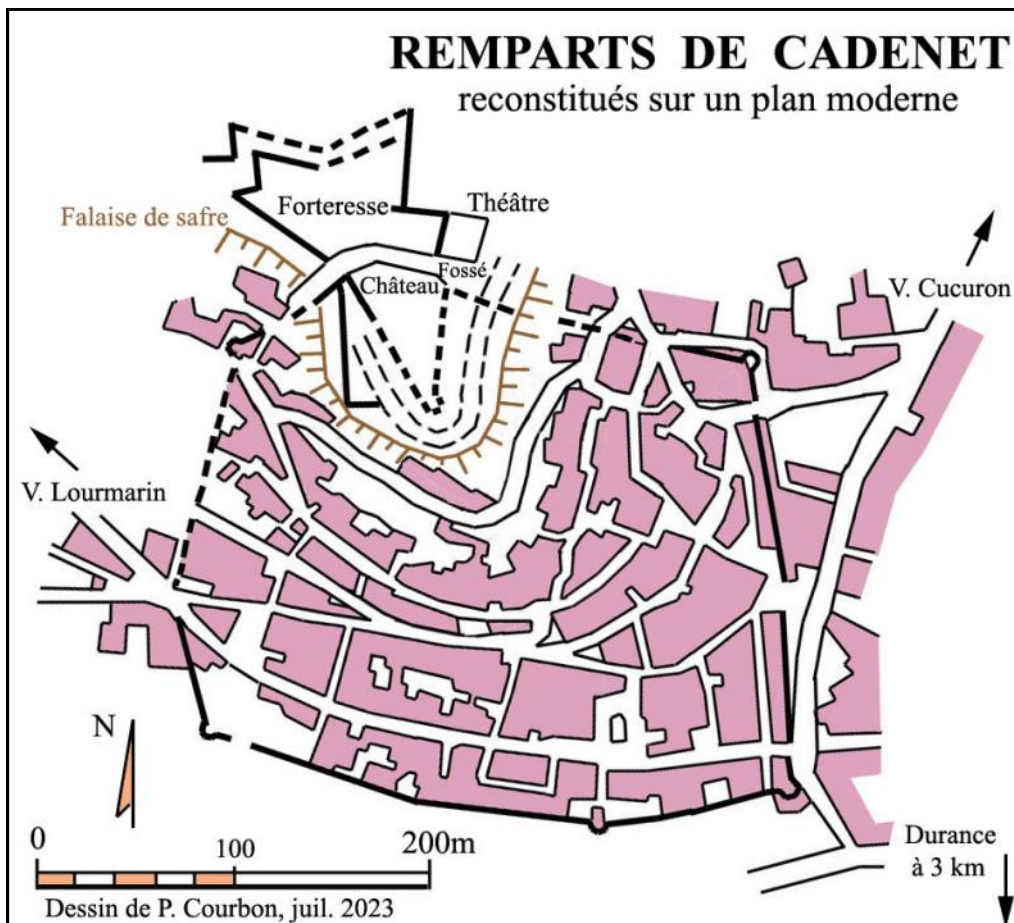 REMPARTS DE CADENET
reconstitués sur un plan moderne
Forteresse
Théâtre
Falaise de safre
Fossé
Château
V. Cucuron
V. Lourmarin
N
0
100
200m
Durance
à 3 km
Dessin de P. Courbon, juil. 2023